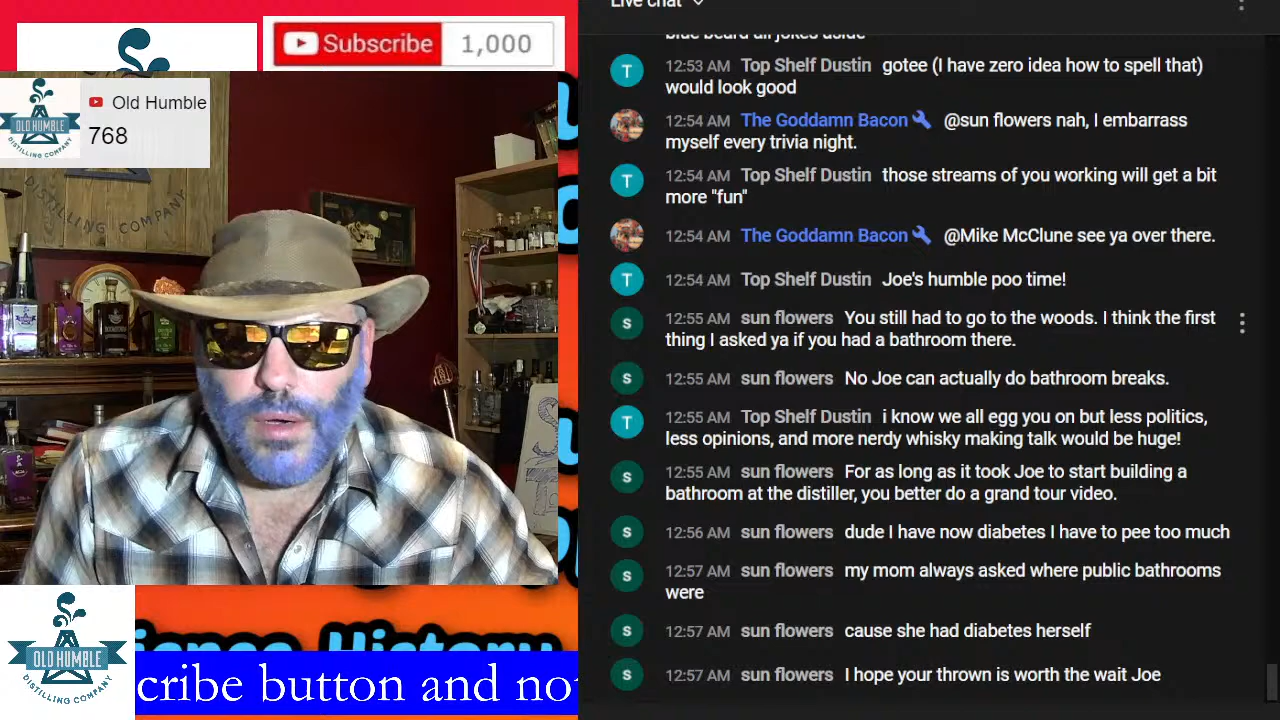 Subscribe 1,000
Old Humble
768
OLD HUMBLE
DISTILLING COMPANY
DISTILLING COMPANY
OLD HUMBLE
DISTILLING COMPANY
ience History
cribe button and no
Live chat
blue beard all jokes aside
T 12:53 AM Top Shelf Dustin gotee (I have zero idea how to spell that)
would look good
12:54 AM The Goddamn Bacon @sun flowers nah, I embarrass
myself every trivia night.
T 12:54 AM Top Shelf Dustin those streams of you working will get a bit
more "fun"
12:54 AM The Goddamn Bacon @Mike McClune see ya over there.
T 12:54 AM Top Shelf Dustin Joe's humble poo time!
S 12:55 AM sun flowers You still had to go to the woods. I think the first
thing I asked ya if you had a bathroom there.
S 12:55 AM sun flowers No Joe can actually do bathroom breaks.
T 12:55 AM Top Shelf Dustin i know we all egg you on but less politics,
less opinions, and more nerdy whisky making talk would be huge!
S 12:55 AM sun flowers For as long as it took Joe to start building a
bathroom at the distiller, you better do a grand tour video.
S 12:56 AM sun flowers dude I have now diabetes I have to pee too much
S 12:57 AM sun flowers my mom always asked where public bathrooms
were
S 12:57 AM sun flowers cause she had diabetes herself
S 12:57 AM sun flowers I hope your thrown is worth the wait Joe